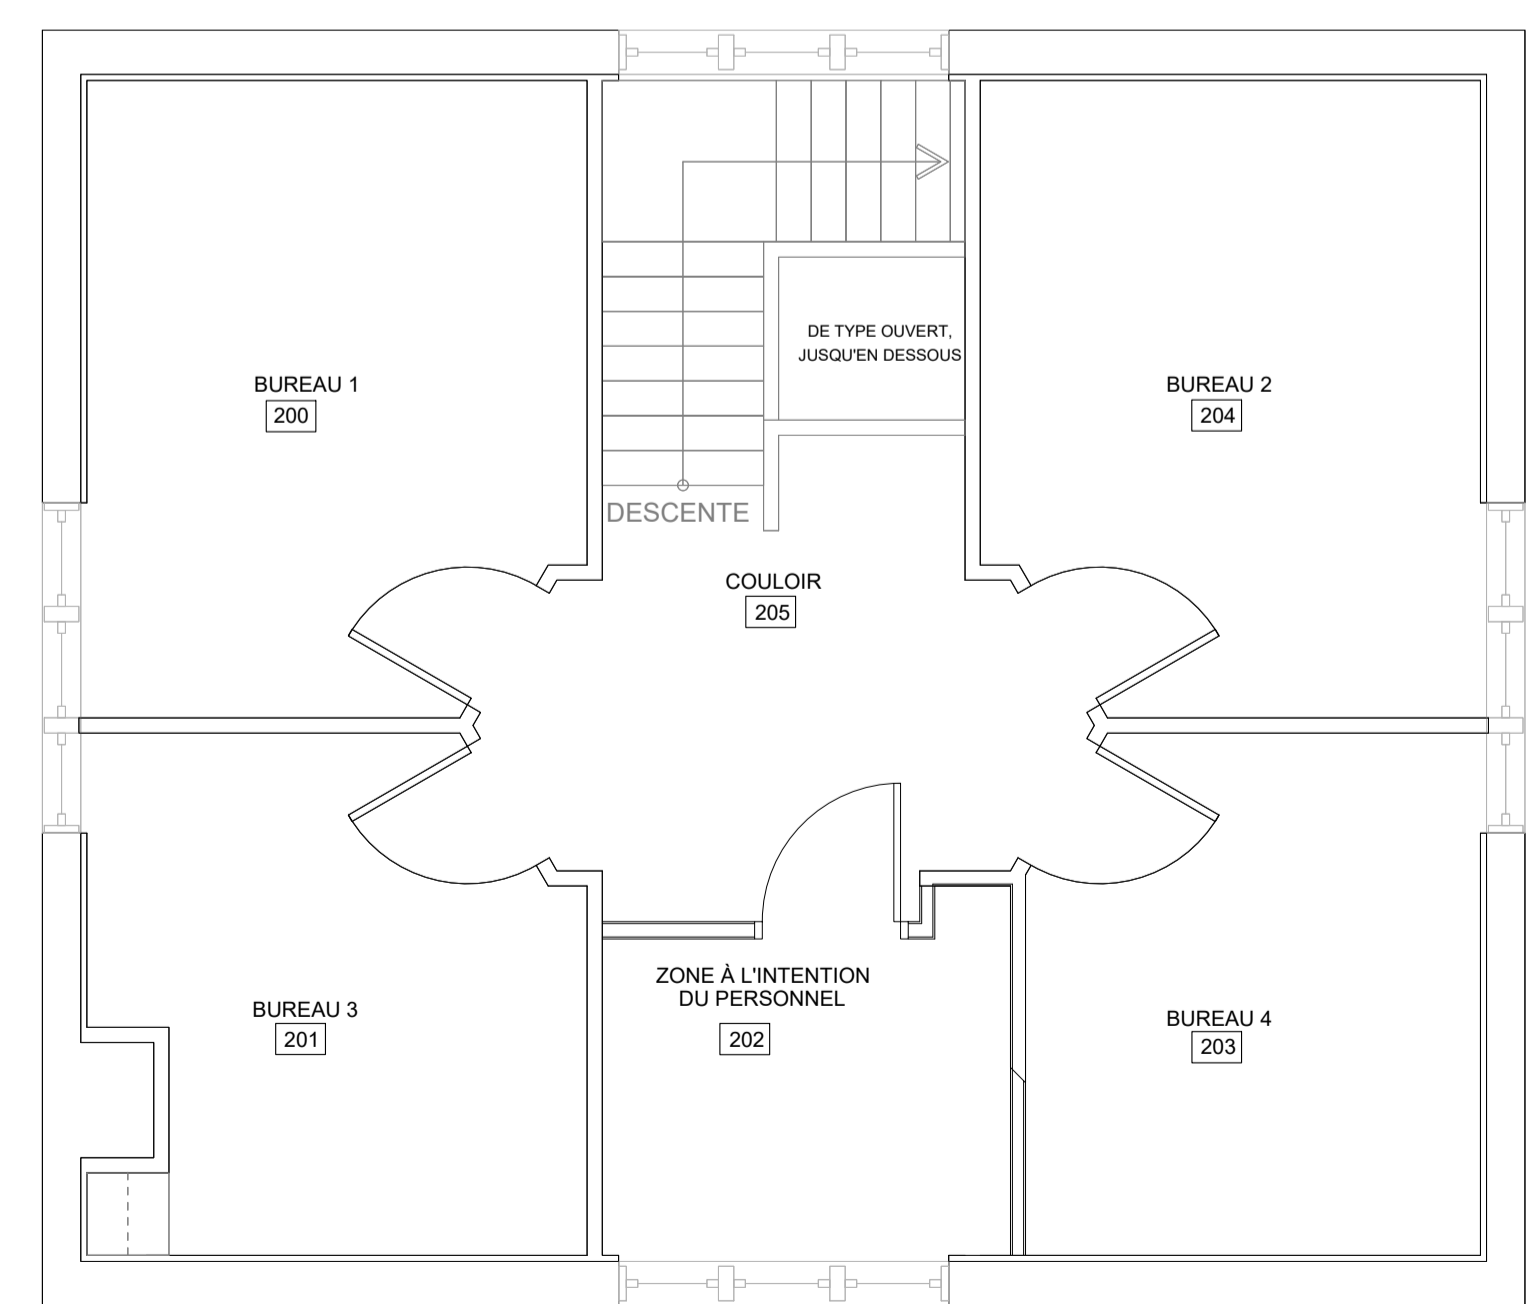 DE TYPE OUVERT,
JUSQU'EN DESSOUS
BUREAU 1
200
BUREAU 2
204
DESCENTE
COULOIR
205
ZONE À L'INTENTION
DU PERSONNEL
202
BUREAU 3
201
BUREAU 4
203